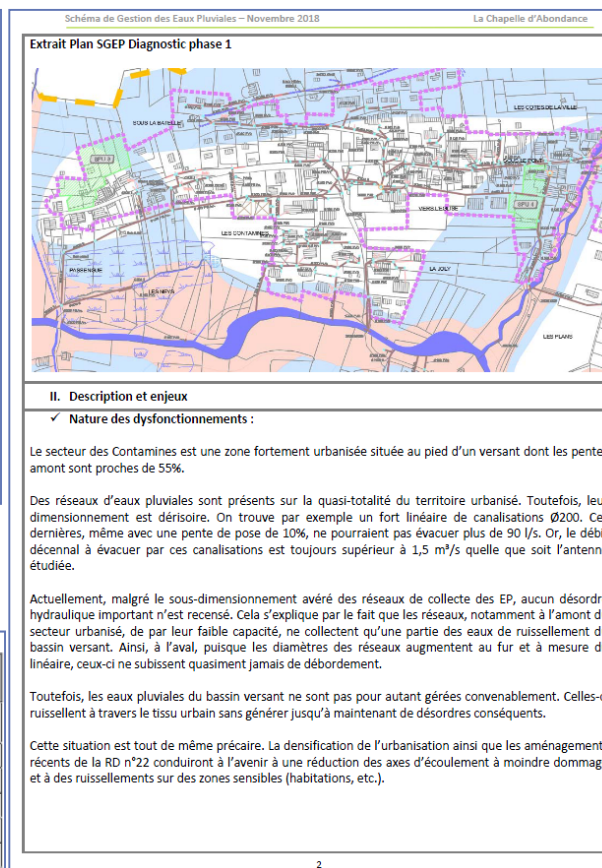 Schéma de Gestion des Eaux Pluviales – Novembre 2018
La Chapelle d'Abondance
Extrait Plan SGEP Diagnostic phase 1
LES COTES DE LA VILLE
SOUS LA BATELLE
VERS L'EGLISE
LES CONTAMINES
LA JOLY
PASSENGUE
LES PLANS
II. Description et enjeux
✓ Nature des dysfonctionnements :
Le secteur des Contamines est une zone fortement urbanisée située au pied d'un versant dont les pente
amont sont proches de 55%.
Des réseaux d'eaux pluviales sont présents sur la quasi-totalité du territoire urbanisé. Toutefois, leu
dimensionnement est dérisoire. On trouve par exemple un fort linéaire de canalisations Ø200. Ce
dernières, même avec une pente de pose de 10%, ne pourraient pas évacuer plus de 90 l/s. Or, le débi
décennal à évacuer par ces canalisations est toujours supérieur à 1,5 m³/s quelle que soit l'antenn
étudiée.
Actuellement, malgré le sous-dimensionnement avéré des réseaux de collecte des EP, aucun désordr
hydraulique important n'est recensé. Cela s'explique par le fait que les réseaux, notamment à l'amont d
secteur urbanisé, de par leur faible capacité, ne collectent qu'une partie des eaux de ruissellement d
bassin versant. Ainsi, à l'aval, puisque les diamètres des réseaux augmentent au fur et à mesure d
linéaire, ceux-ci ne subissent quasiment jamais de débordement.
Toutefois, les eaux pluviales du bassin versant ne sont pas pour autant gérées convenablement. Celles-c
ruissellent à travers le tissu urbain sans générer jusqu'à maintenant de désordres conséquents.
Cette situation est tout de même précaire. La densification de l'urbanisation ainsi que les aménagement
récents de la RD n°22 conduiront à l'avenir à une réduction des axes d'écoulement à moindre dommag
et à des ruissellements sur des zones sensibles (habitations, etc.).
2